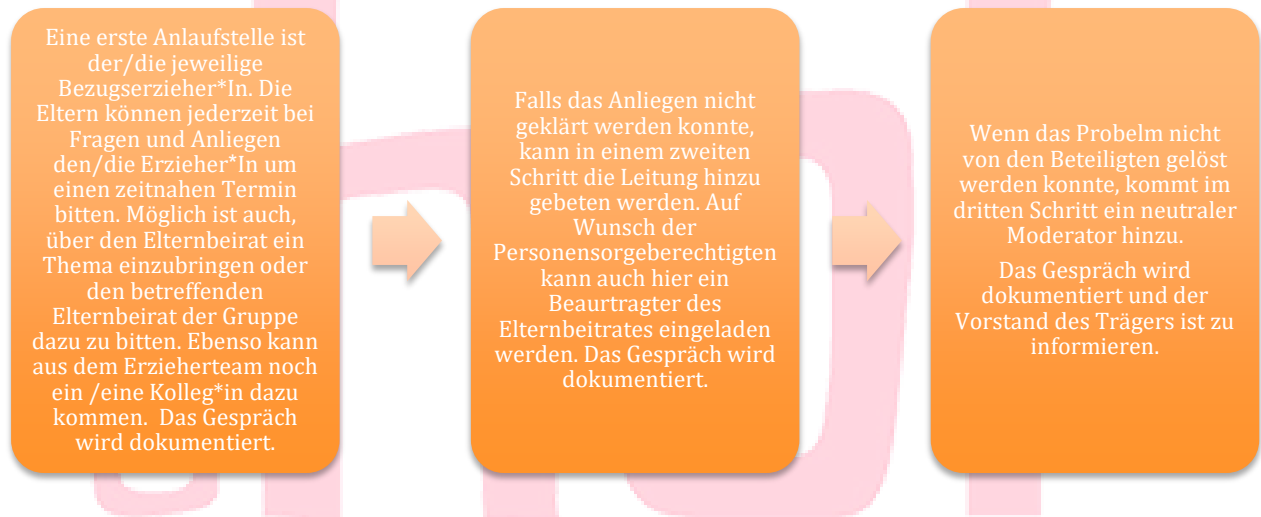 Eine erste Anlaufstelle ist
der/die jeweilige
Bezugserzieher*In. Die
Eltern können jederzeit bei
Fragen und Anliegen
den/die Erzieher*In um
einen zeitnahen Termin
bitten. Möglich ist auch,
über den Elternbeirat ein
Thema einzubringen oder
den betreffenden
Elternbeirat der Gruppe
dazu zu bitten. Ebenso kann
aus dem Erzieherteam noch
ein /eine Kolleg*in dazu
kommen.  Das Gespräch
wird dokumentiert.
Falls das Anliegen nicht
geklärt werden konnte,
kann in einem zweiten
Schritt die Leitung hinzu
gebeten werden. Auf
Wunsch der
Personensorgeberechtigten
kann auch hier ein
Beaurtragter des
Elternbeitrates eingeladen
werden. Das Gespräch wird
dokumentiert.
Wenn das Probelm nicht
von den Beteiligten gelöst
werden konnte, kommt im
dritten Schritt ein neutraler
Moderator hinzu.
Das Gespräch wird
dokumentiert und der
Vorstand des Trägers ist zu
informieren.